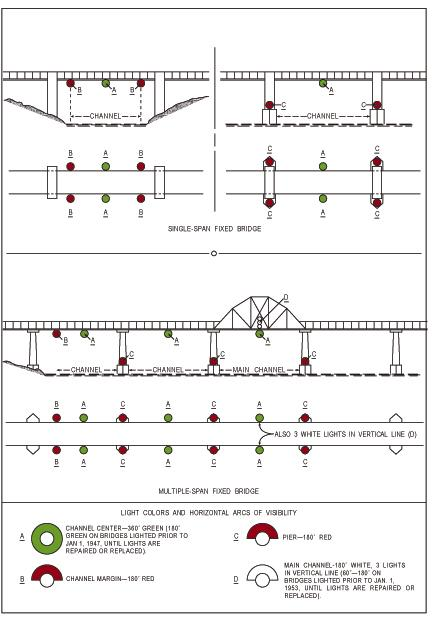 B A B
CHANNEL
A
C C
CHANNEL
B A B
B A B
C A C
C A C
SINGLE-SPAN FIXED BRIDGE
D
B A C A C A C
CHANNEL CHANNEL MAIN CHANNEL
B A C A C A C
ALSO 3 WHITE LIGHTS IN VERTICAL LINE (D)
B A C A C A C
MULTIPLE-SPAN FIXED BRIDGE
LIGHT COLORS AND HORIZONTAL ARCS OF VISIBILITY
A
CHANNEL CENTER—360' GREEN (180'
GREEN ON BRIDGES LIGHTED PRIOR TO
JAN 1, 1947, UNTIL LIGHTS ARE
REPAIRED OR REPLACED).
B
CHANNEL MARGIN—180' RED
C
PIER—180' RED
D
MAIN CHANNEL-180' WHITE, 3 LIGHTS
IN VERTICAL LINE (60'—180' ON
BRIDGES LIGHTED PRIOR TO JAN. 1,
1953, UNTIL LIGHTS ARE REPAIRED OR
REPLACED).